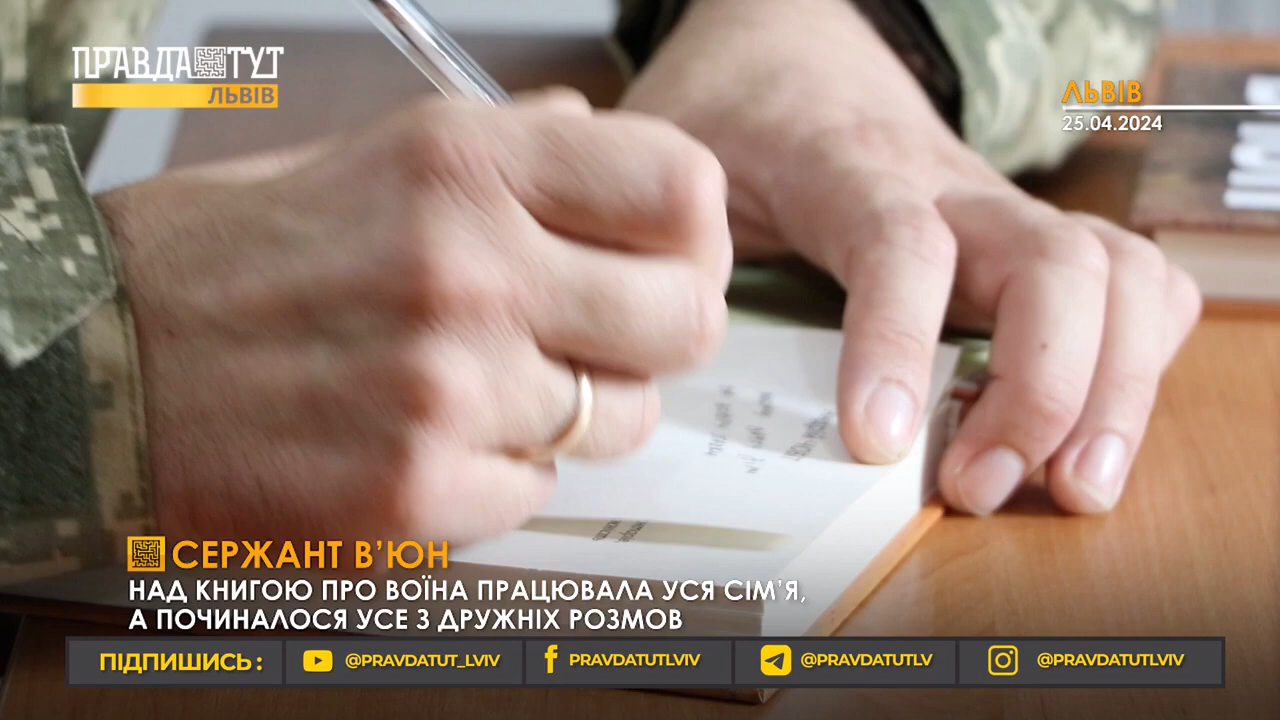 ПРАВДА ТУТ
ЛЬВІВ
ЛЬВІВ
25.04.2024
СЕРЖАНТ В’ЮН
НАД КНИГОЮ ПРО ВОЇНА ПРАЦЮВАЛА УСЯ СІМ’Я,
А ПОЧИНАЛОСЯ УСЕ З ДРУЖНІХ РОЗМОВ
ПІДПИШИСЬ :
@PRAVDATUT_LVIV
PRAVDATUTLVIV
@PRAVDATUTLV
@PRAVDATUTLVIV